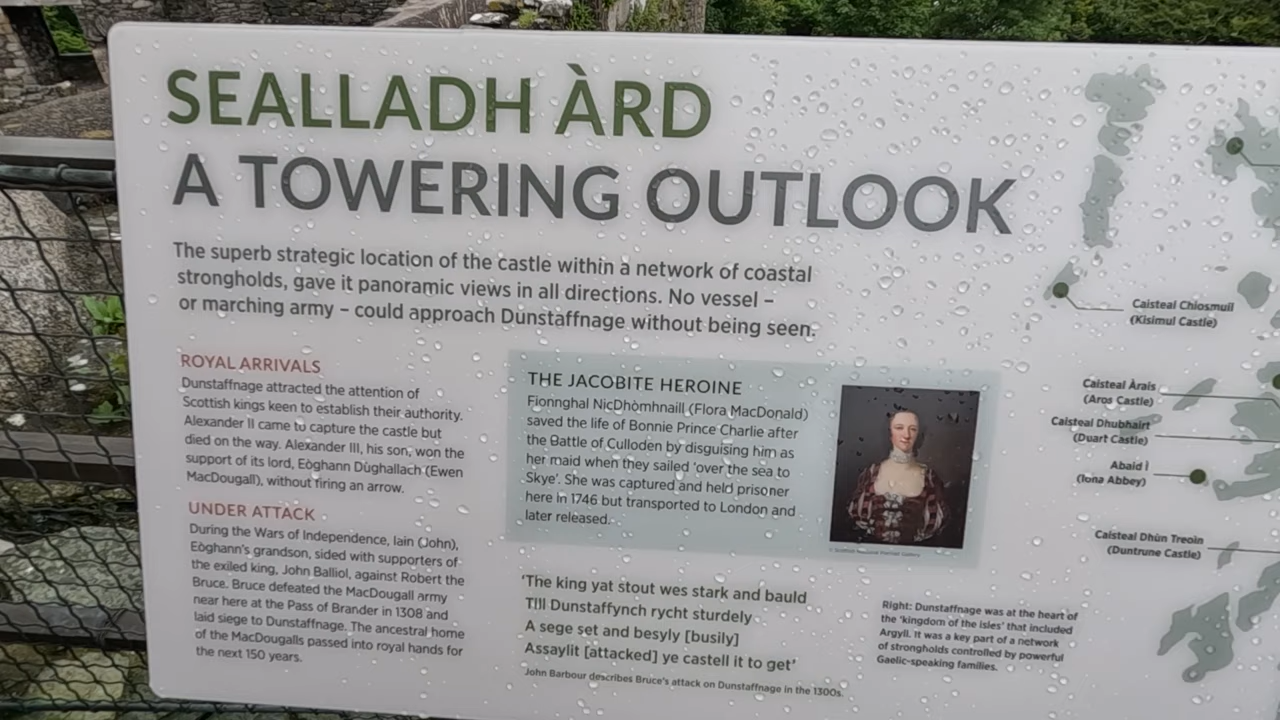 SEALLADH ÀRD
A TOWERING OUTLOOK
The superb strategic location of the castle within a network of coastal
strongholds, gave it panoramic views in all directions. No vessel –
or marching army – could approach Dunstaffnage without being seen.
ROYAL ARRIVALS
Dunstaffnage attracted the attention of
Scottish kings keen to establish their authority.
Alexander II came to capture the castle but
died on the way. Alexander III, his son, won the
support of its lord, Eòghann Dùghallach (Ewen
MacDougall), without firing an arrow.
UNDER ATTACK
During the Wars of Independence, Iain (John),
Eòghann's grandson, sided with supporters of
the exiled king, John Balliol, against Robert the
Bruce. Bruce defeated the MacDougall army
near here at the Pass of Brander in 1308 and
laid siege to Dunstaffnage. The ancestral home
of the MacDougalls passed into royal hands for
the next 150 years.
THE JACOBITE HEROINE
Fionnghal NicDhòmhnaill (Flora MacDonald)
saved the life of Bonnie Prince Charlie after
the Battle of Culloden by disguising him as
her maid when they sailed 'over the sea to
Skye'. She was captured and held prisoner
here in 1746 but transported to London and
later released.
© Scottish National Portrait Gallery
'The king yat stout wes stark and bauld
Till Dunstaffynch rycht sturdely
A sege set and besyly [busily]
Assaylit [attacked] ye castell it to get'
John Barbour describes Bruce's attack on Dunstaffnage in the 1300s.
Right: Dunstaffnage was at the heart of
the 'kingdom of the isles' that included
Argyll. It was a key part of a network
of strongholds controlled by powerful
Gaelic-speaking families.
Caisteal Chiosmuil
(Kisimul Castle)
Caisteal Àrais
(Aros Castle)
Caisteal Dhubhairt
(Duart Castle)
Abaid Ì
(Iona Abbey)
Caisteal Dhùn Treoin
(Duntrune Castle)